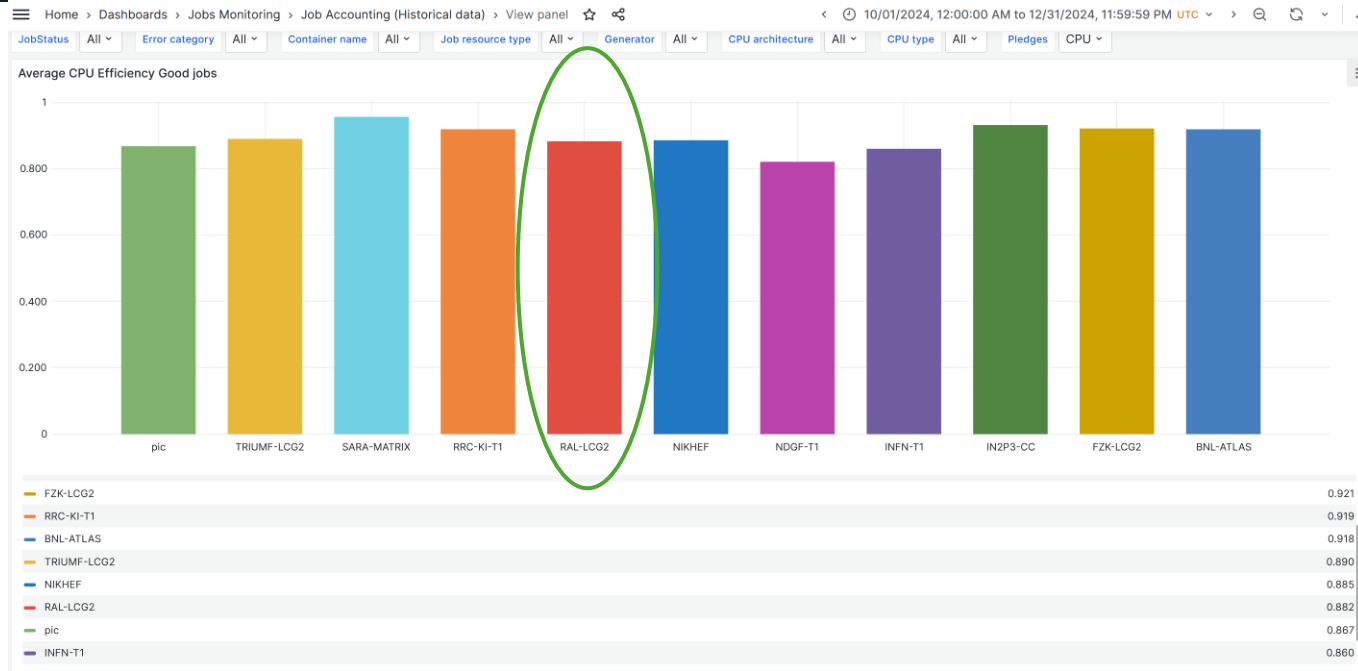 Home › Dashboards › Jobs Monitoring › Job Accounting (Historical data) › View panel ‹ 10/01/2024, 12:00:00 AM to 12/31/2024, 11:59:59 PM UTC ›
JobStatus All Error category All Container name All Job resource type All Generator All CPU architecture All CPU type All Pledges CPU
Average CPU Efficiency Good jobs
1
0.800
0.600
0.400
0.200
0
pic TRIUMF-LCG2 SARA-MATRIX RRC-KI-T1 RAL-LCG2 NIKHEF NDGF-T1 INFN-T1 IN2P3-CC FZK-LCG2 BNL-ATLAS
FZK-LCG2 0.921
RRC-KI-T1 0.919
BNL-ATLAS 0.918
TRIUMF-LCG2 0.890
NIKHEF 0.885
RAL-LCG2 0.882
pic 0.867
INFN-T1 0.860